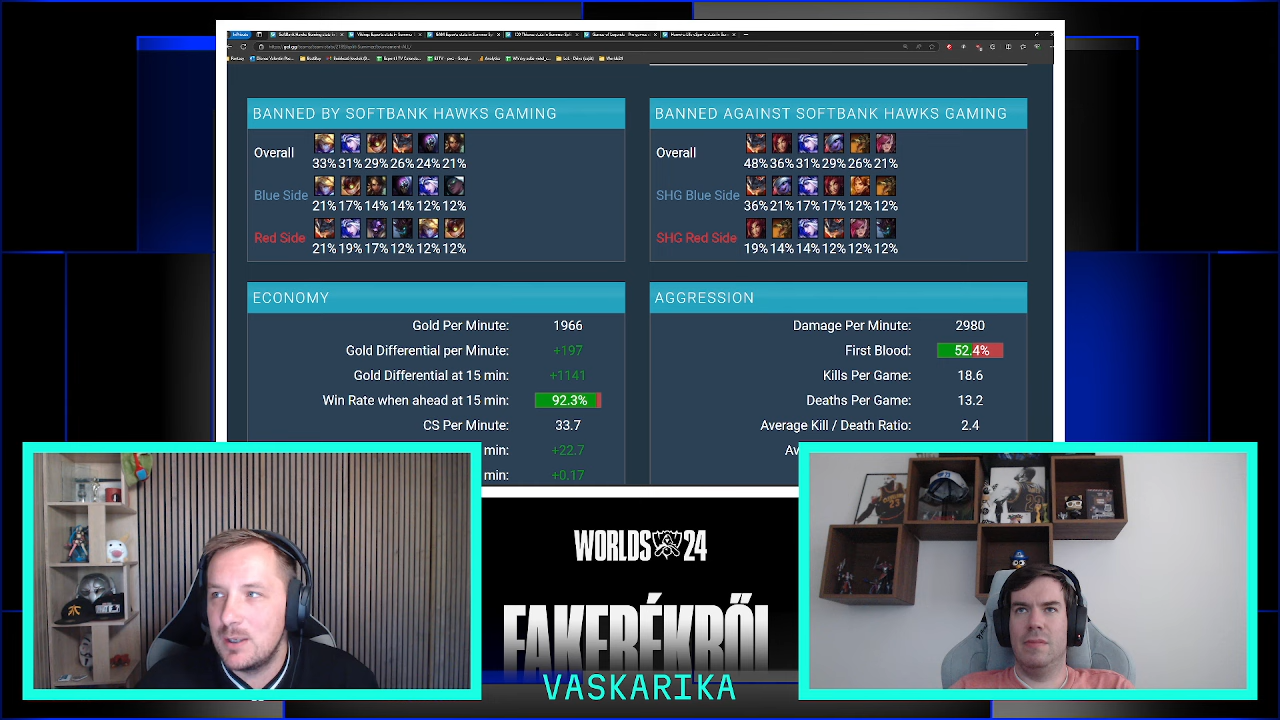 BANNED BY SOFTBANK HAWKS GAMING
Overall
33% 31% 29% 26% 24% 21%
Blue Side
21% 17% 14% 14% 12% 12%
Red Side
21% 19% 17% 12% 12% 12%
BANNED AGAINST SOFTBANK HAWKS GAMING
Overall
48% 36% 31% 29% 26% 21%
SHG Blue Side
36% 21% 17% 17% 12% 12%
SHG Red Side
19% 14% 14% 12% 12% 12%
ECONOMY
Gold Per Minute: 1966
Gold Differential per Minute: +197
Gold Differential at 15 min: +1141
Win Rate when ahead at 15 min: 92.3%
CS Per Minute: 33.7
min: +22.7
min: +0.17
AGGRESSION
Damage Per Minute: 2980
First Blood: 52.4%
Kills Per Game: 18.6
Deaths Per Game: 13.2
Average Kill / Death Ratio: 2.4
WORLDS 24
FAKERÉKRŐL
VASKARIKA